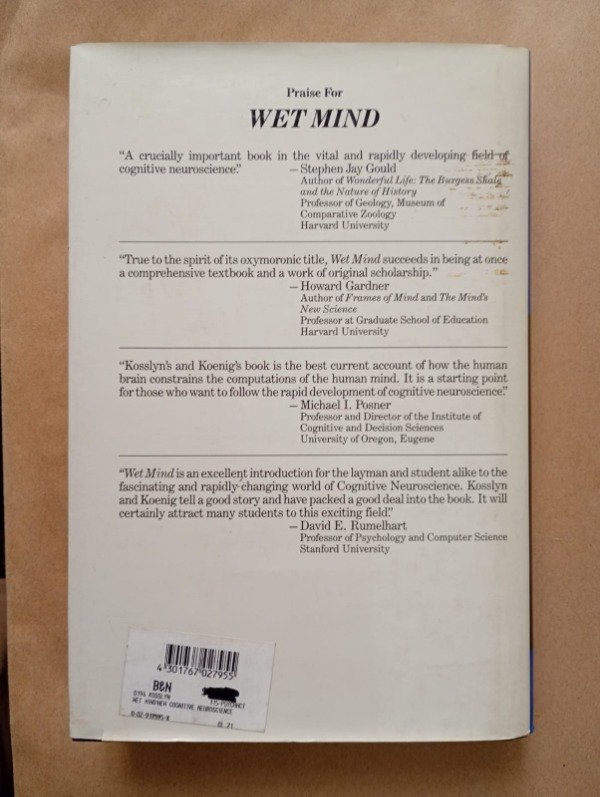 Praise For
WET MIND
“A crucially important book in the vital and rapidly developing field of
cognitive neuroscience.”
— Stephen Jay Gould
Author of Wonderful Life: The Burgess Shale
and the Nature of History
Professor of Geology, Museum of
Comparative Zoology
Harvard University
“True to the spirit of its oxymoronic title, Wet Mind succeeds in being at once
a comprehensive textbook and a work of original scholarship.”
— Howard Gardner
Author of Frames of Mind and The Mind's
New Science
Professor at Graduate School of Education
Harvard University
“Kosslyn's and Koenig's book is the best current account of how the human
brain constrains the computations of the human mind. It is a starting point
for those who want to follow the rapid development of cognitive neuroscience.”
— Michael I. Posner
Professor and Director of the Institute of
Cognitive and Decision Sciences
University of Oregon, Eugene
“Wet Mind is an excellent introduction for the layman and student alike to the
fascinating and rapidly-changing world of Cognitive Neuroscience. Kosslyn
and Koenig tell a good story and have packed a good deal into the book. It will
certainly attract many students to this exciting field.”
— David E. Rumelhart
Professor of Psychology and Computer Science
Stanford University
4 301767 027955
B&N
KOSSLYN
WET MIND/NEW COGNITIVE NEUROSCIENCE